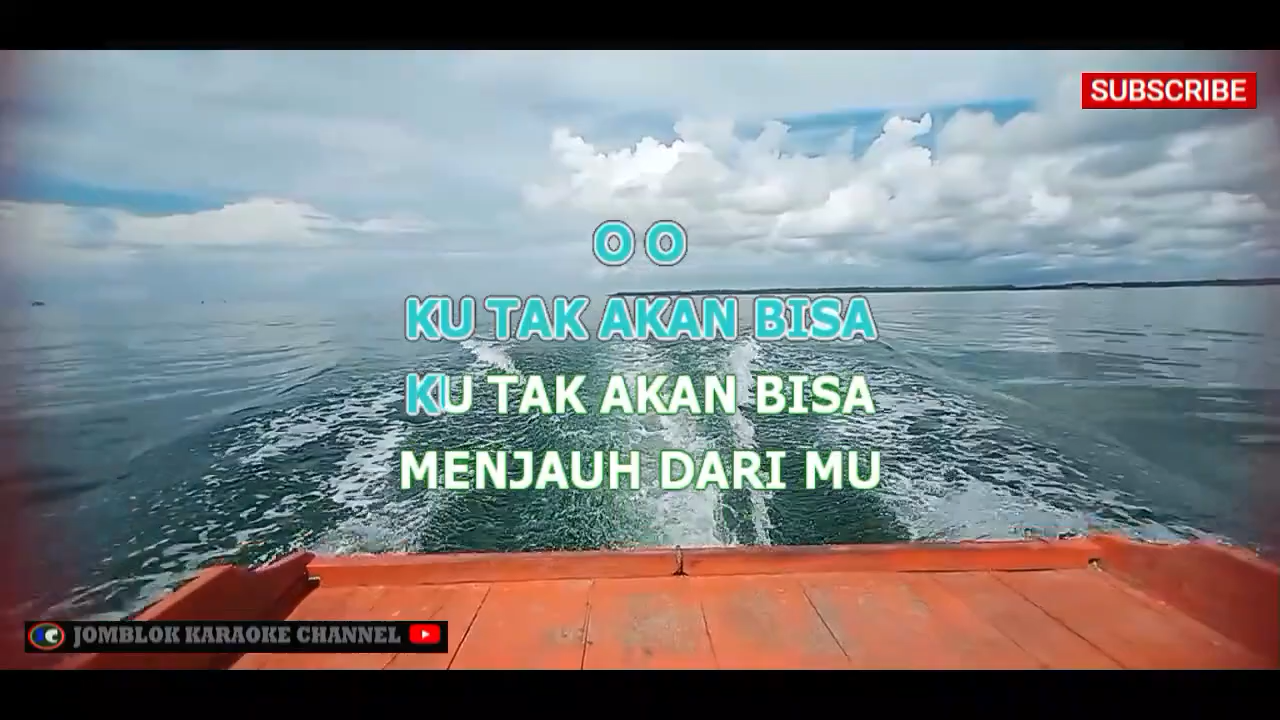 SUBSCRIBE
O O
KU TAK AKAN BISA
KU TAK AKAN BISA
MENJAUH DARI MU
JOMBLOK KARAOKE CHANNEL